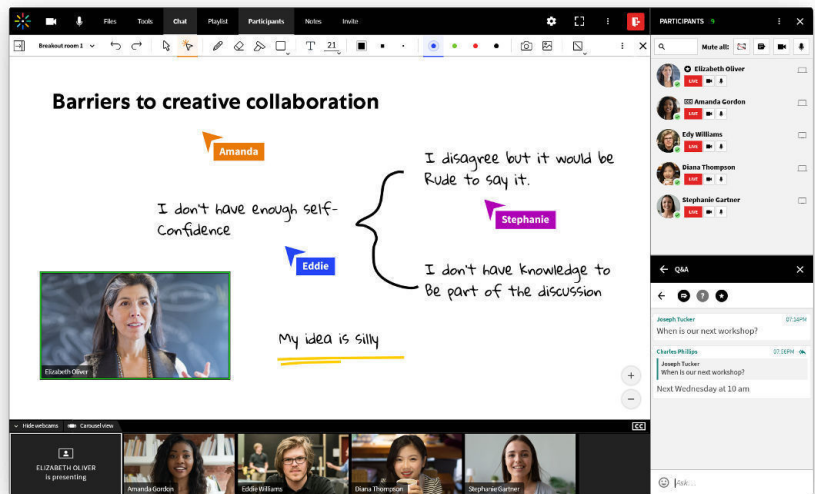 Files Tools Chat Playlist Participants Notes Invite
Breakout room 1
T 21
Barriers to creative collaboration
Amanda
I disagree but it would be
Rude to say it.
Stephanie
I don't have enough self-
Confidence
Eddie
I don't have knowledge to
Be part of the discussion
My idea is silly
Elizabeth Oliver
Hide webcams Carousel view
CC
ELIZABETH OLIVER
is presenting
Amanda Gordon
Eddie Williams
Diana Thompson
Stephanie Gartner
PARTICIPANTS 9
Mute all:
Elizabeth Oliver
LIVE
Amanda Gordon
LIVE
Edy Williams
LIVE
Diana Thompson
LIVE
Stephanie Gartner
LIVE
Q&A
Joseph Tucker
When is our next workshop?
Charles Phillips
Joseph Tucker
When is our next workshop?
Next Wednesday at 10 am
Ask...